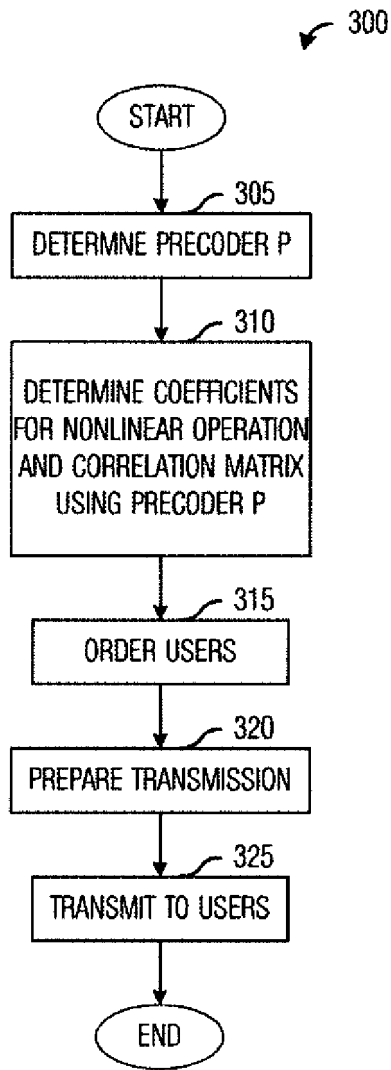 300
START
305
DETERMNE PRECODER P
310
DETERMINE COEFFICIENTS
FOR NONLINEAR OPERATION
AND CORRELATION MATRIX
USING PRECODER P
315
ORDER USERS
320
PREPARE TRANSMISSION
325
TRANSMIT TO USERS
END